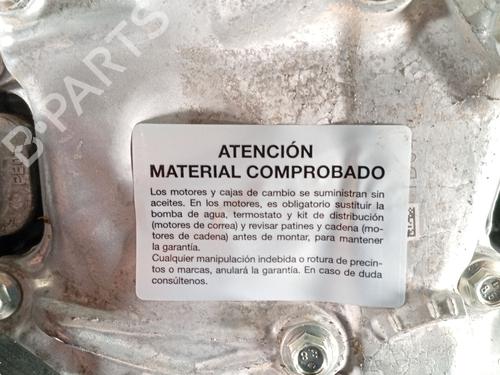 B-PARTS
ATENCIÓN
MATERIAL COMPROBADO
Los motores y cajas de cambio se suministran sin
aceites. En los motores, es obligatorio sustituir la
bomba de agua, termostato y kit de distribución
(motores de correa) y revisar patines y cadena (mo-
tores de cadena) antes de montar, para mantener
la garantía.
Cualquier manipulación indebida o rotura de precin-
tos o marcas, anulará la garantía. En caso de duda
consúltenos.
8.8